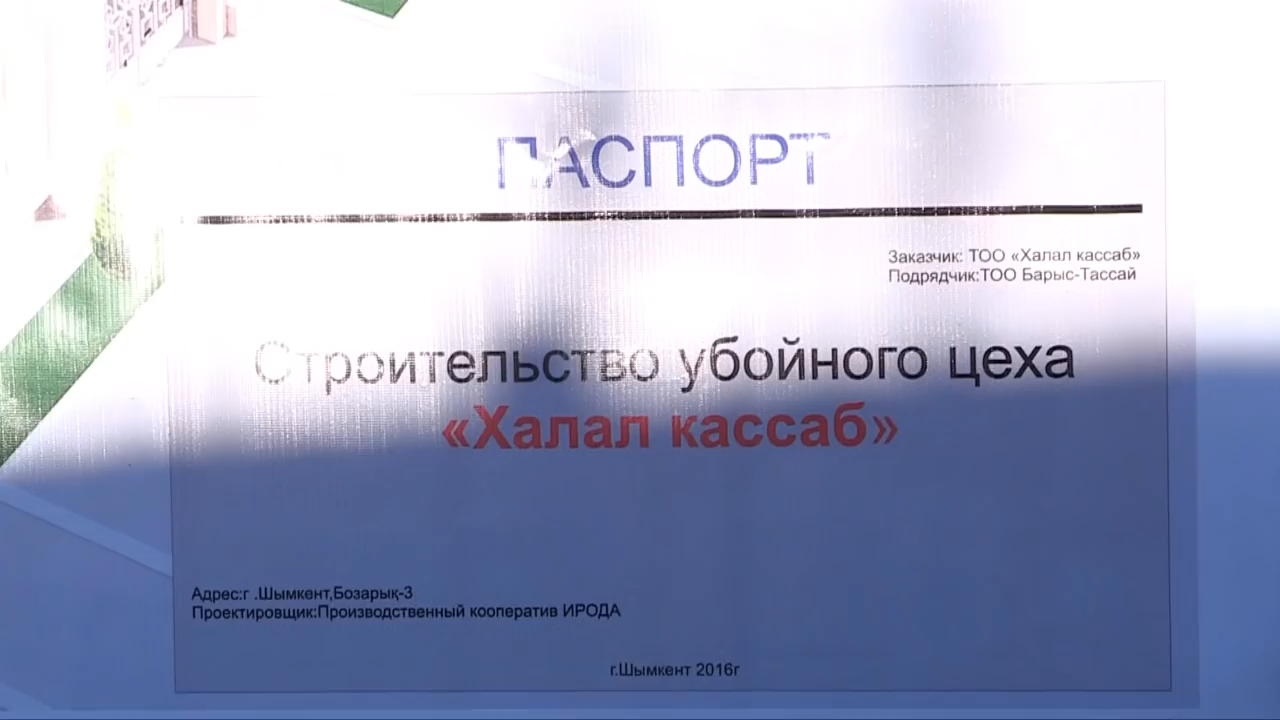 ПАСПОРТ
Заказчик: ТОО «Халал кассаб»
Подрядчик:ТОО Барыс-Тассай
Строительство убойного цеха
«Халал кассаб»
Адрес:г .Шымкент,Бозарық-3
Проектировщик:Производственный кооператив ИРОДА
г.Шымкент 2016г